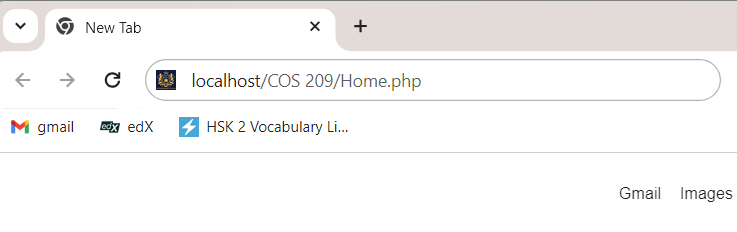 New Tab
localhost/COS 209/Home.php
gmail edX HSK 2 Vocabulary Li...
Gmail Images